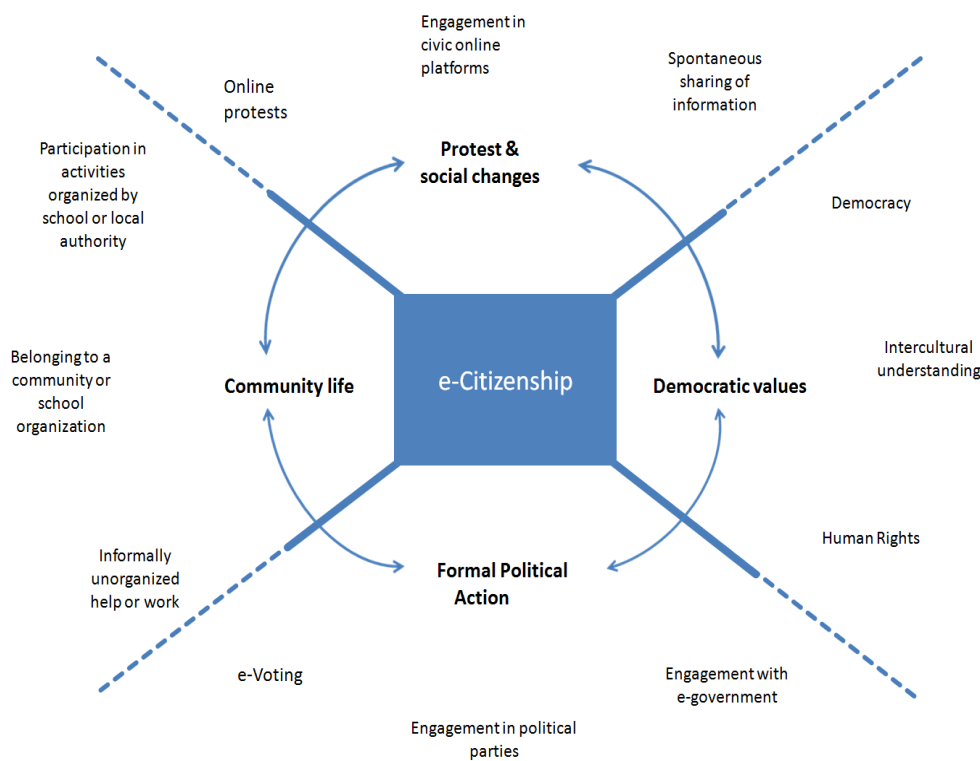 Engagement in
civic online
platforms
Spontaneous
sharing of
information
Online
protests
Participation in
activities
organized by
school or local
authority
Protest &
social changes
Democracy
Belonging to a
community or
school
organization
Community life
e-Citizenship
Democratic values
Intercultural
understanding
Informally
unorganized
help or work
Formal Political
Action
Human Rights
e-Voting
Engagement in political
parties
Engagement with
e-government